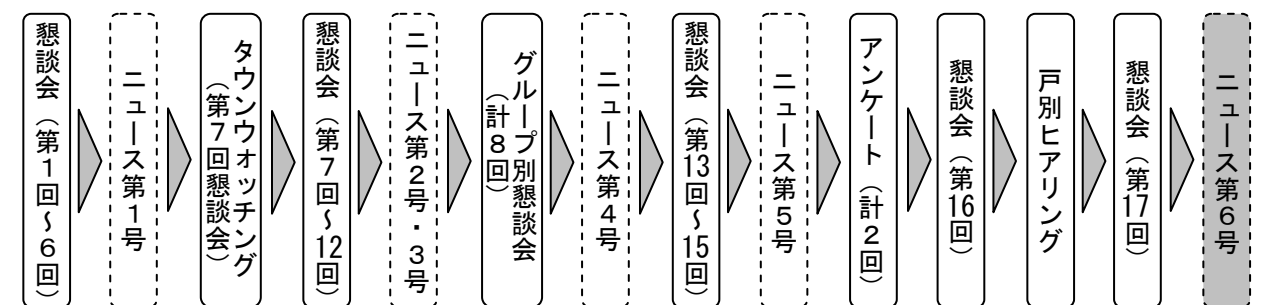 懇談会（第1回～6回）
ニュース第1号
タウンウォッチング
（第7回懇談会）
懇談会（第7回～12回）
ニュース第2号・3号
グループ別懇談会
（計8回）
ニュース第4号
懇談会（第13回～15回）
ニュース第5号
アンケート（計2回）
懇談会（第16回）
戸別ヒアリング
懇談会（第17回）
ニュース第6号